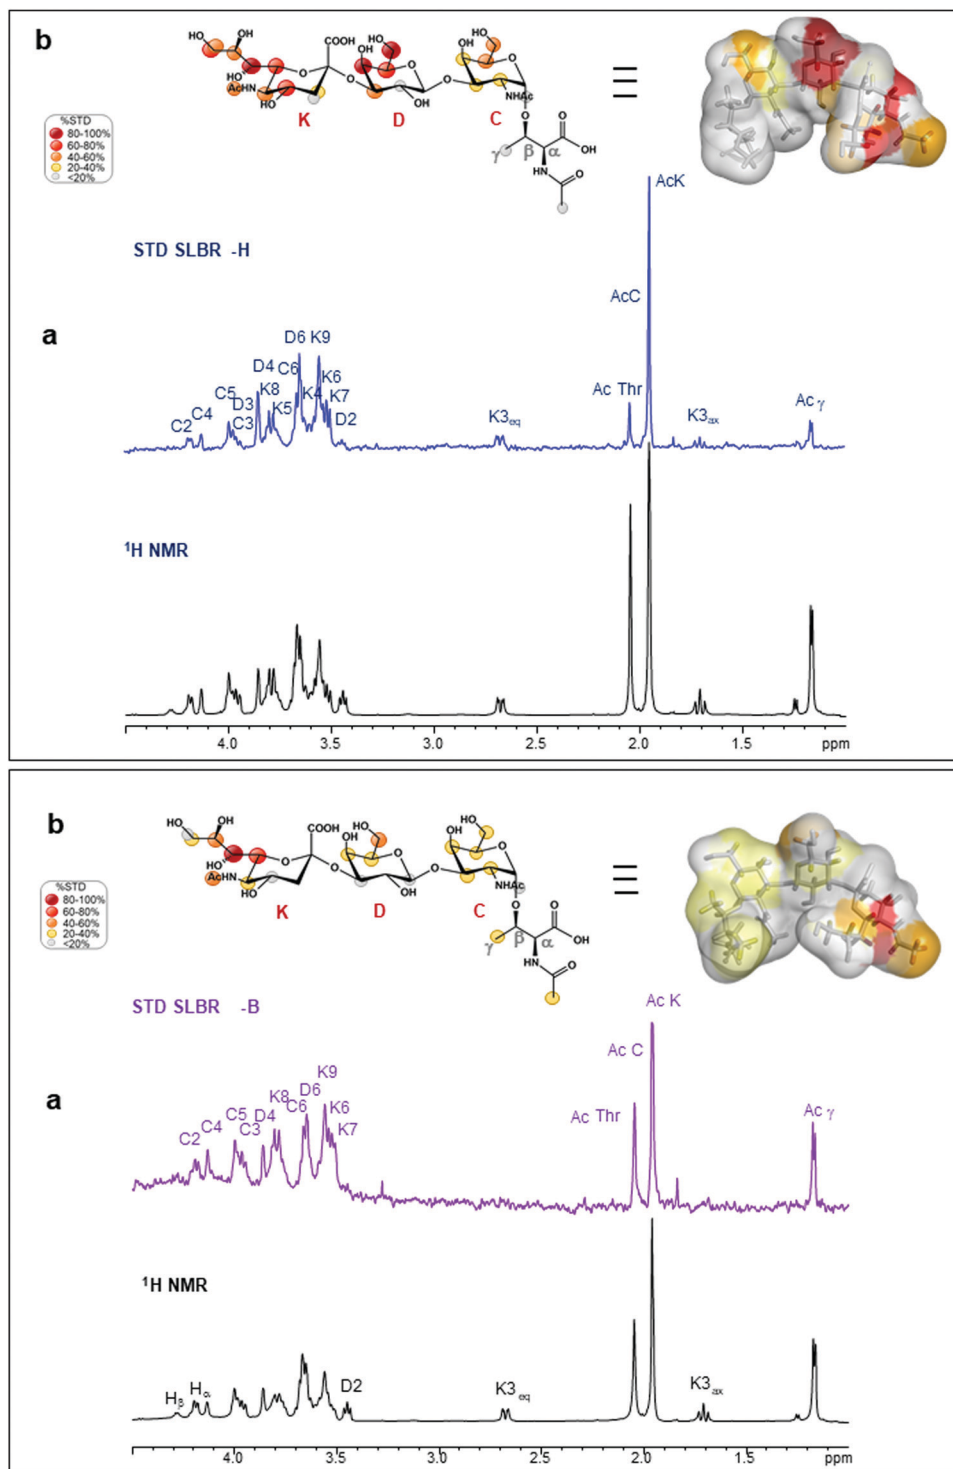 b
OH
OH
COOH
HO
AcHN
HO
O
OH
HO
O
O
OH
OH
HO
O
O
NHAc
O
O
OH
HN
O
K
D
C
γ
β
α
%STD
80-100%
60-80%
40-60%
20-40%
<20%
STD SLBR -H
a
AcK
AcC
Ac Thr
Ac γ
K3eq
K3ax
D6 K9
D4 C6 K6
C5 K8 K4 K7
C2 C4 D3 C3 K5 D2
¹H NMR
4.0 3.5 3.0 2.5 2.0 1.5 ppm
b
HO
OH
COOH
HO
AcHN
HO
O
OH
HO
O
O
OH
OH
HO
O
O
NHAc
O
O
OH
HN
O
K
D
C
γ
β
α
%STD
80-100%
60-80%
40-60%
20-40%
<20%
STD SLBR -B
a
Ac K
Ac C
Ac Thr
Ac γ
K9
K8 D6
C5 D4 C6 K6
C2 C4 C3 K7
¹H NMR
Hβ Hα D2 K3 eq K3 ax
4.0 3.5 3.0 2.5 2.0 1.5 ppm